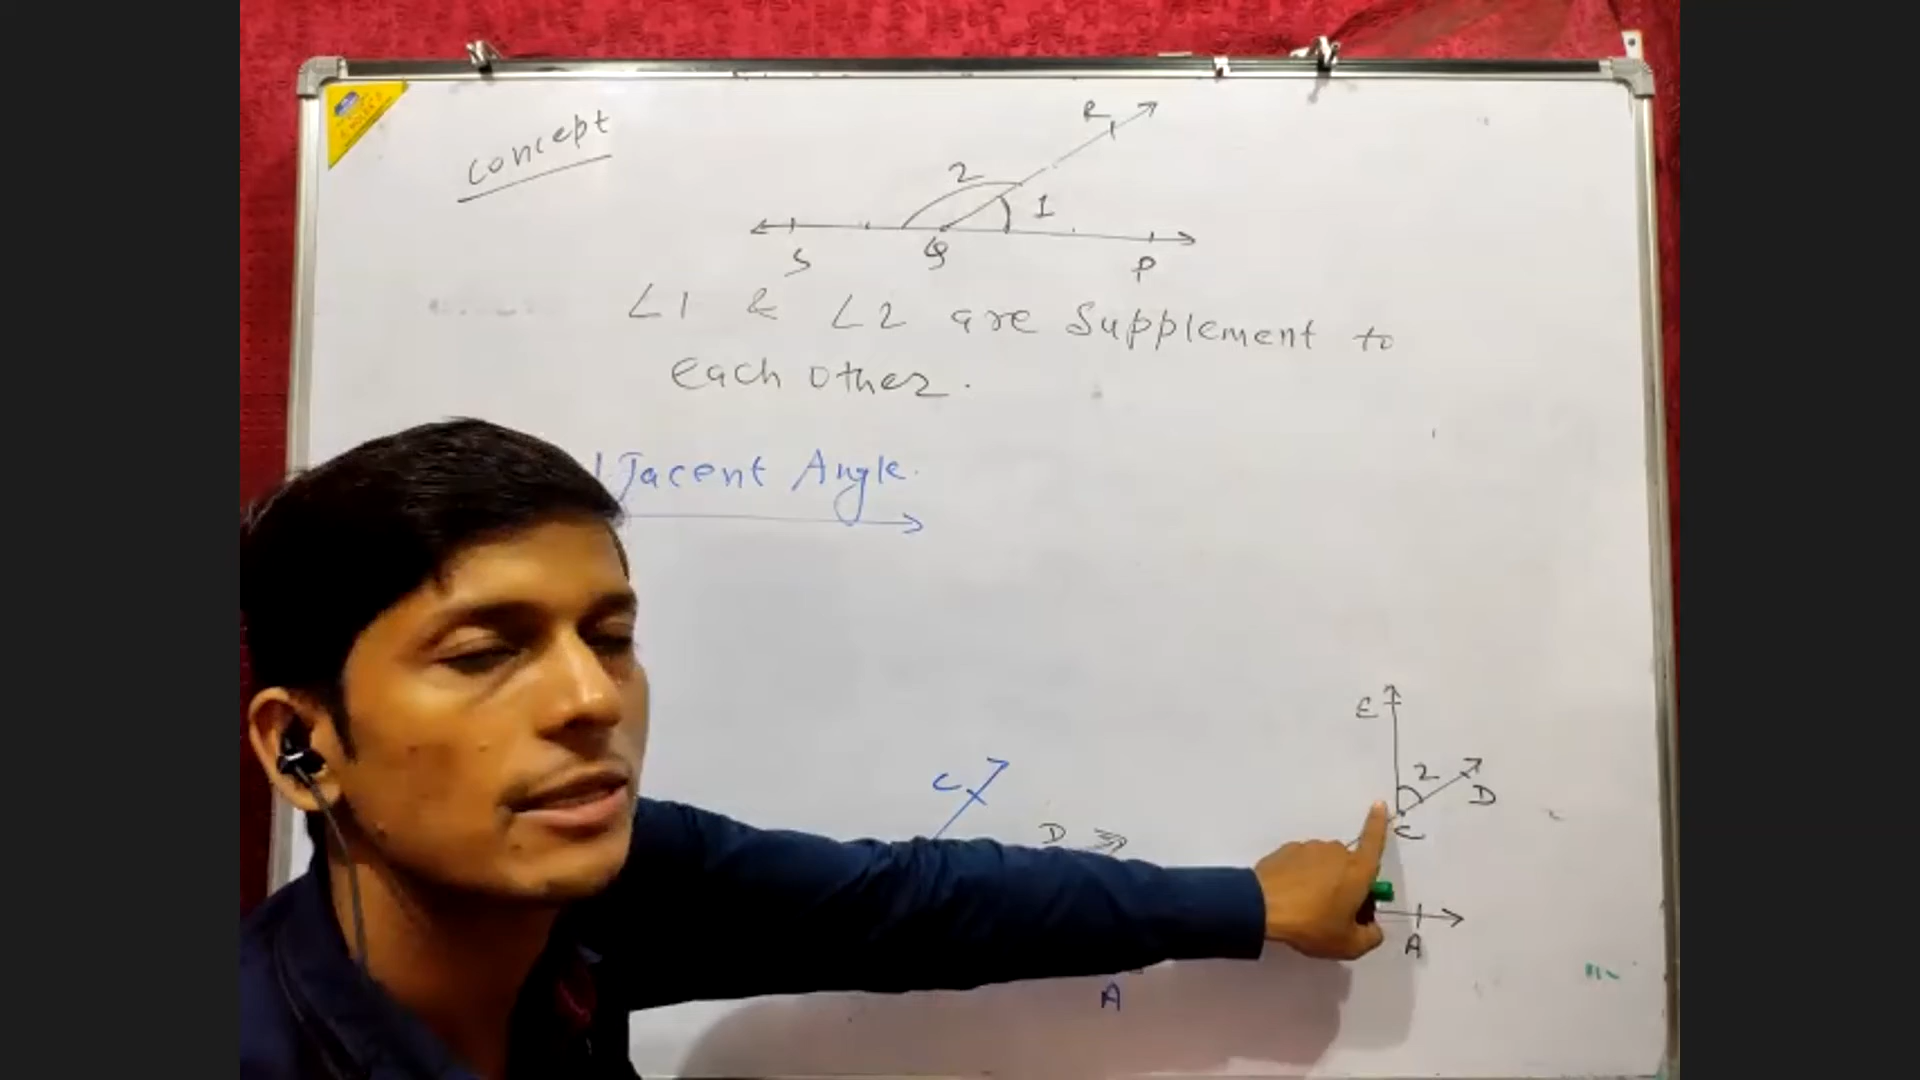 concept
R
2
1
S Q P
∠1 & ∠2 are Supplement to
each other.
Jacent Angle.
E
2
C D
D C
A
A